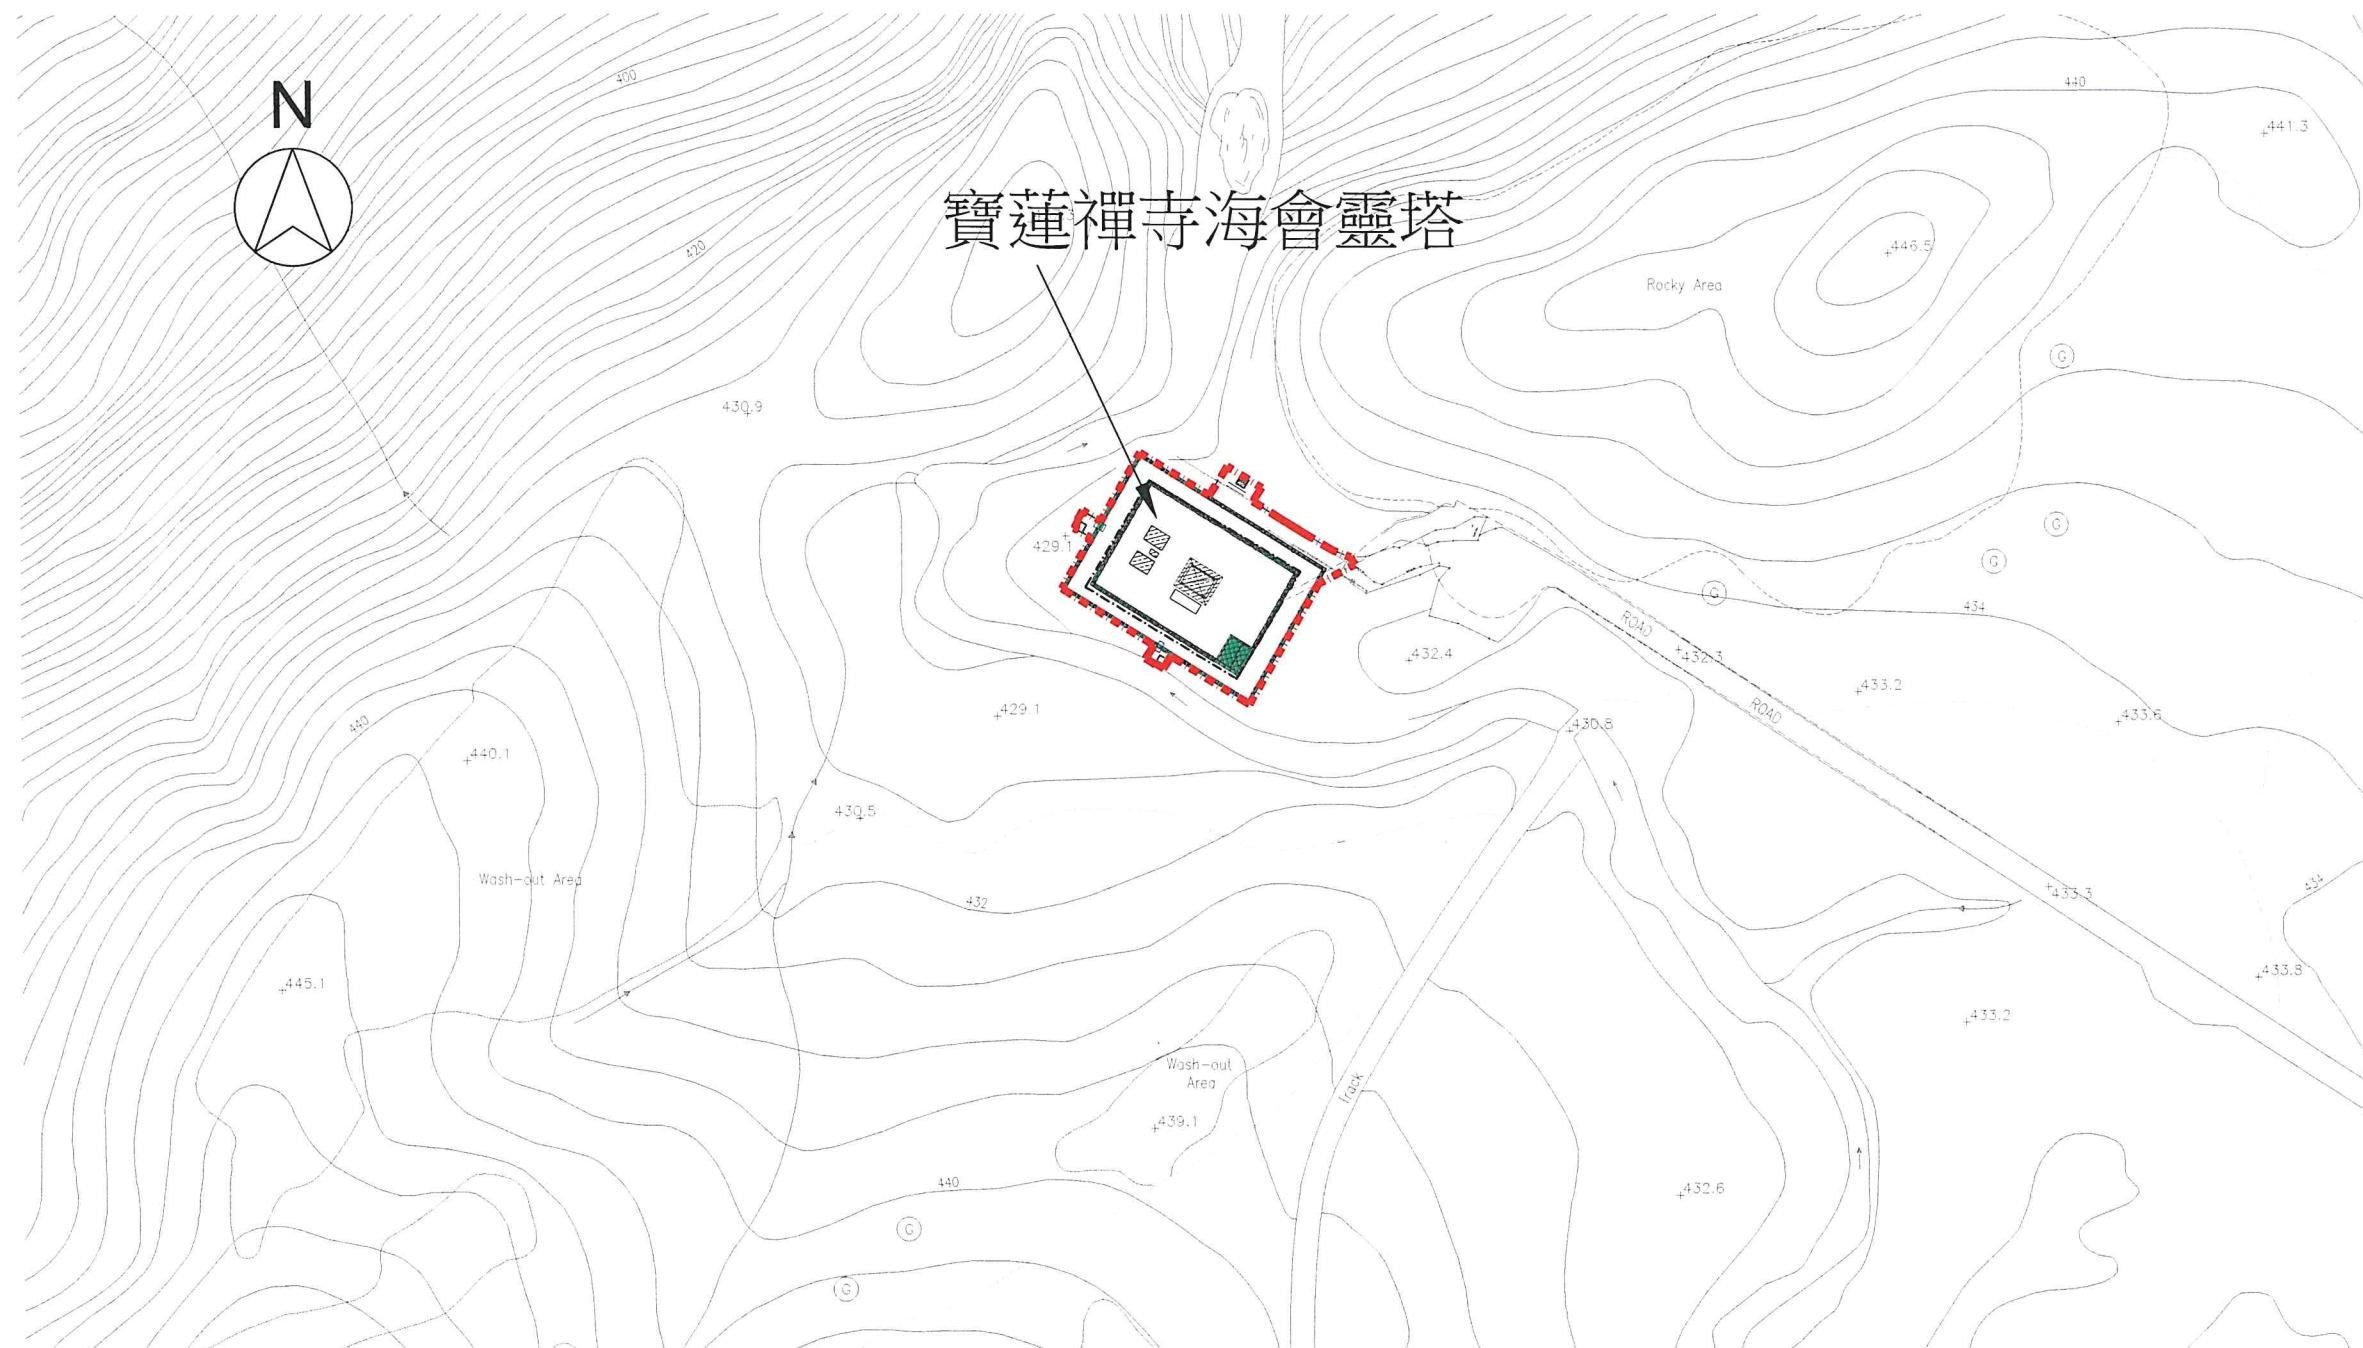 400
N
440
441.3
寶蓮禪寺海會靈塔
420
446.5
Rocky Area
G
430.9
G
429.1
G
G
434
ROAD
432.4
432.3
433.2
ROAD
429.1
433.6
440
430.8
440.1
430.5
Wash-out Area
434
433.3
432
433.8
445.1
433.2
Wash-out
Area
Track
439.1
440
432.6
G
G